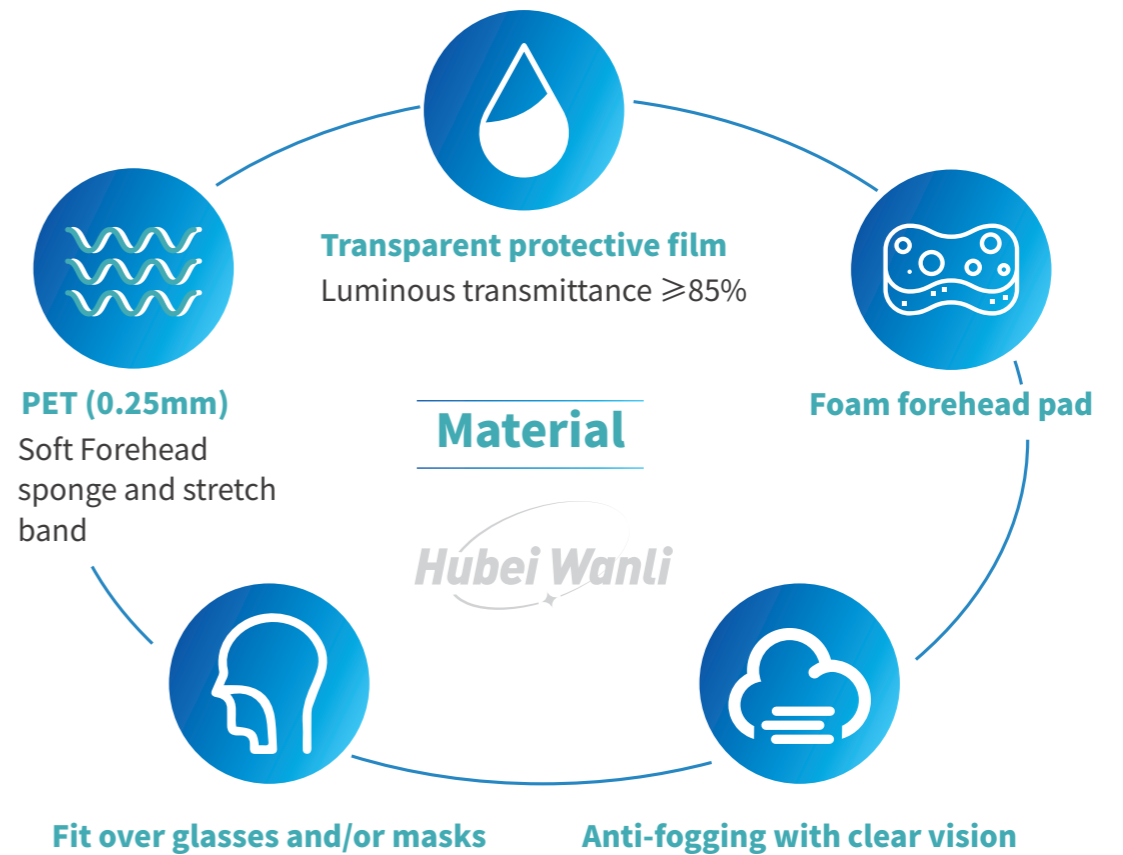 Transparent protective film
Luminous transmittance ⩾85%
PET (0.25mm)
Soft Forehead
sponge and stretch
band
Foam forehead pad
Material
Hubei Wanli
Fit over glasses and/or masks
Anti-fogging with clear vision